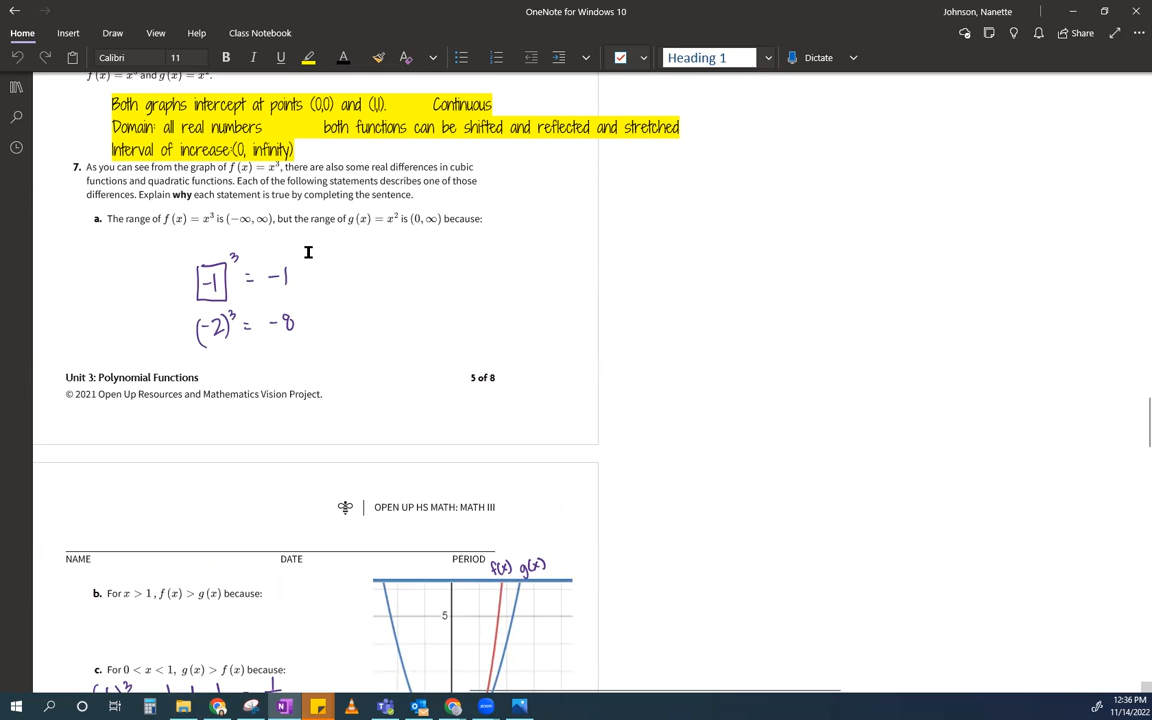 OneNote for Windows 10
Johnson, Nanette
Home Insert Draw View Help Class Notebook
Share
Calibri 11 B I U A Heading 1 Dictate
f (x) = x³ and g(x) = x².
Both graphs intercept at points (0,0) and (1,1). Continuous
Domain: all real numbers both functions can be shifted and reflected and stretched
Interval of increase:(0, infinity)
7. As you can see from the graph of f (x) = x³, there are also some real differences in cubic
functions and quadratic functions. Each of the following statements describes one of those
differences. Explain why each statement is true by completing the sentence.
a. The range of f (x) = x³ is (−∞, ∞), but the range of g (x) = x² is (0, ∞) because:
-1³ = -1
(-2)³ = -8
Unit 3: Polynomial Functions 5 of 8
© 2021 Open Up Resources and Mathematics Vision Project.
OPEN UP HS MATH: MATH III
NAME DATE PERIOD
f(x) g(x)
b. For x > 1, f (x) > g (x) because:
5
c. For 0 < x < 1, g (x) > f (x) because:
12:36 PM
11/14/2022